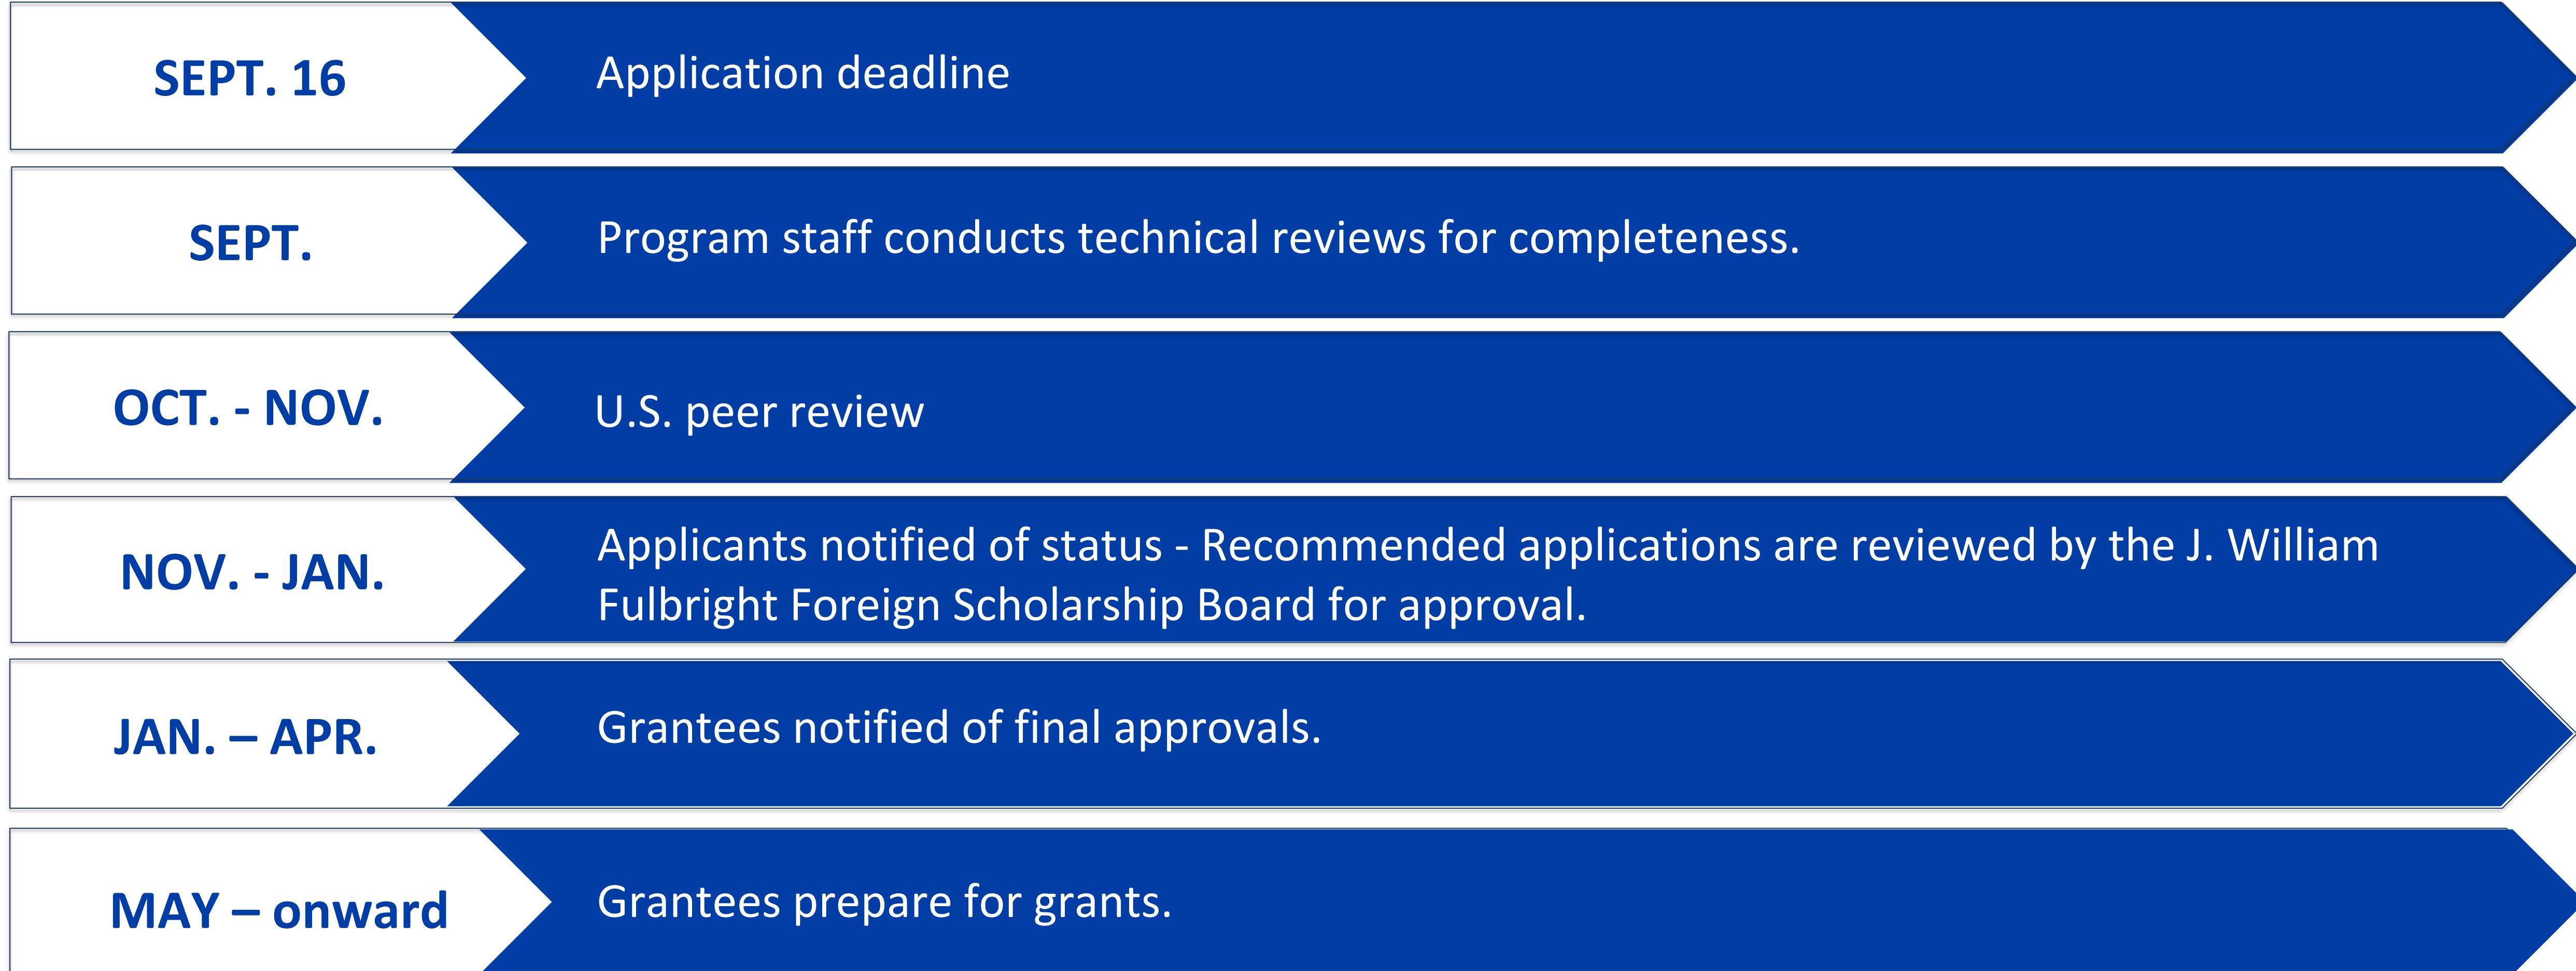 SEPT. 16
Application deadline
SEPT.
Program staff conducts technical reviews for completeness.
OCT. - NOV.
U.S. peer review
NOV. - JAN.
Applicants notified of status - Recommended applications are reviewed by the J. William
Fulbright Foreign Scholarship Board for approval.
JAN. – APR.
Grantees notified of final approvals.
MAY – onward
Grantees prepare for grants.